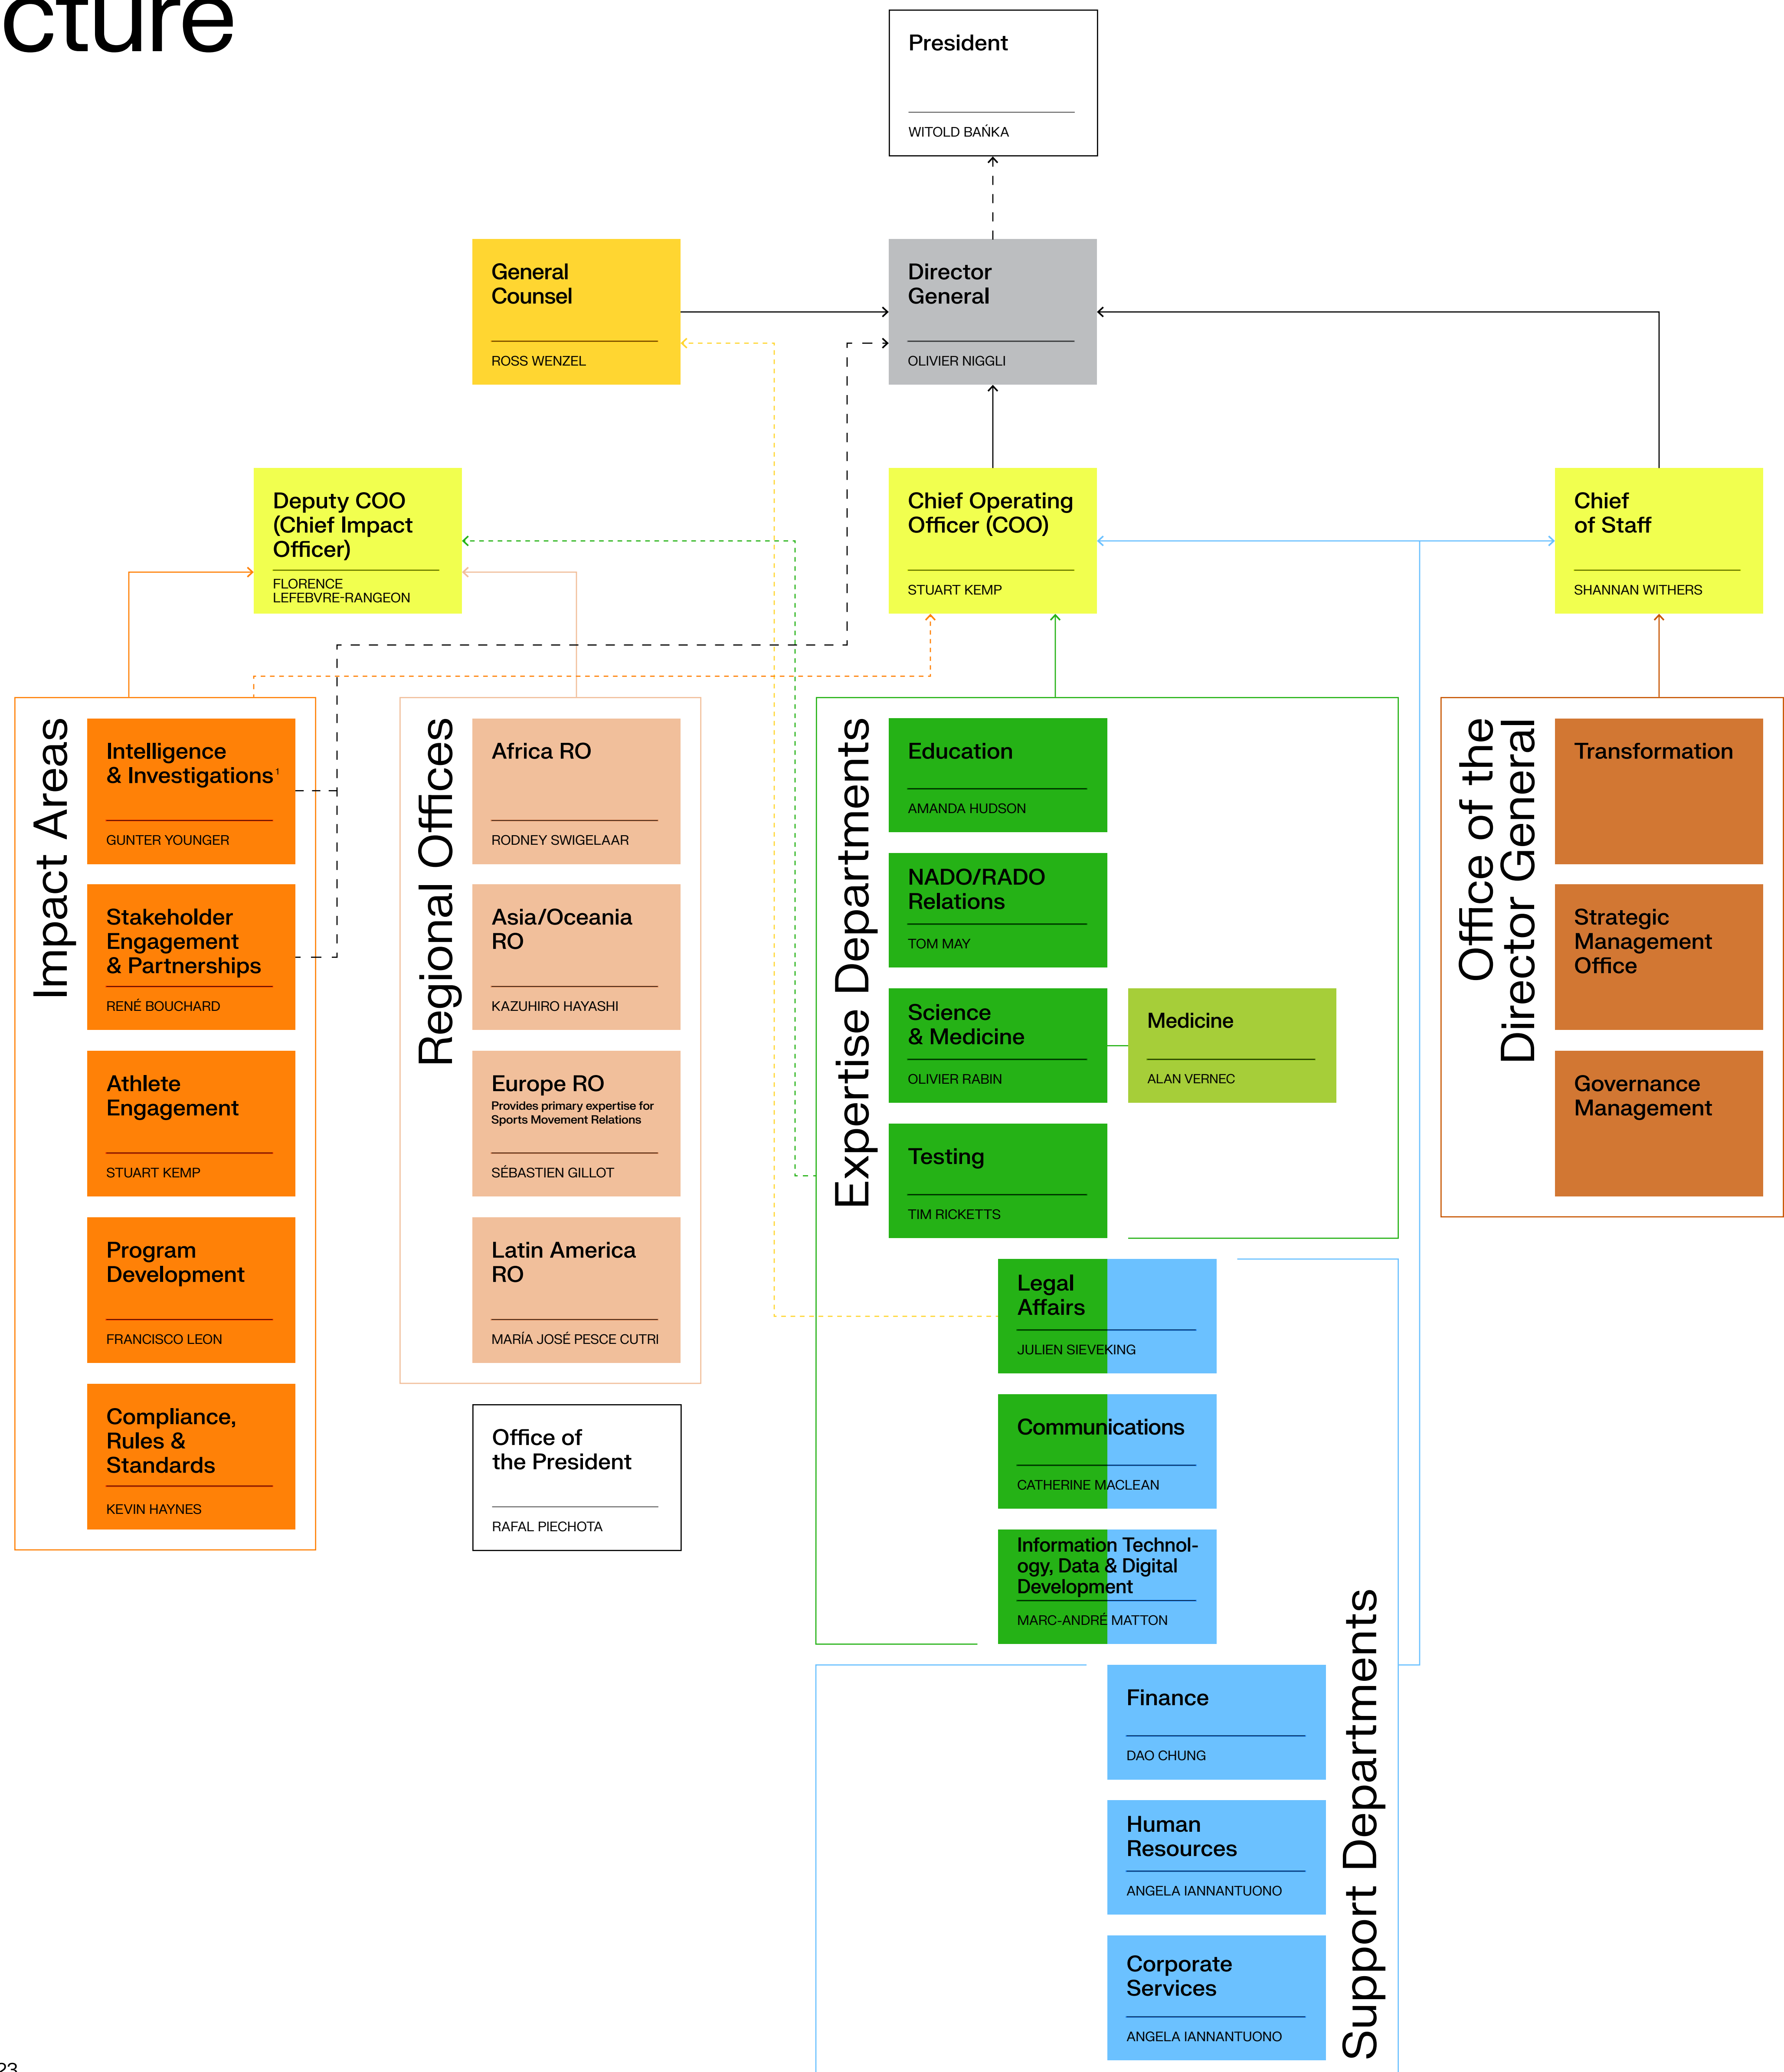 cture
President
WITOLD BAŃKA
General
Counsel
ROSS WENZEL
Director
General
OLIVIER NIGGLI
Deputy COO
(Chief Impact
Officer)
FLORENCE
LEFEBVRE-RANGEON
Chief Operating
Officer (COO)
STUART KEMP
Chief
of Staff
SHANNAN WITHERS
Impact Areas
Intelligence
& Investigations¹
GUNTER YOUNGER
Stakeholder
Engagement
& Partnerships
RENÉ BOUCHARD
Athlete
Engagement
STUART KEMP
Program
Development
FRANCISCO LEON
Compliance,
Rules &
Standards
KEVIN HAYNES
Regional Offices
Africa RO
RODNEY SWIGELAAR
Asia/Oceania
RO
KAZUHIRO HAYASHI
Europe RO
Provides primary expertise for
Sports Movement Relations
SÉBASTIEN GILLOT
Latin America
RO
MARÍA JOSÉ PESCE CUTRI
Office of
the President
RAFAL PIECHOTA
Expertise Departments
Education
AMANDA HUDSON
NADO/RADO
Relations
TOM MAY
Science
& Medicine
OLIVIER RABIN
Medicine
ALAN VERNEC
Testing
TIM RICKETTS
Legal
Affairs
JULIEN SIEVEKING
Communications
CATHERINE MACLEAN
Information Technol-
ogy, Data & Digital
Development
MARC-ANDRÉ MATTON
Support Departments
Finance
DAO CHUNG
Human
Resources
ANGELA IANNANTUONO
Corporate
Services
ANGELA IANNANTUONO
Office of the
Director General
Transformation
Strategic
Management
Office
Governance
Management
23